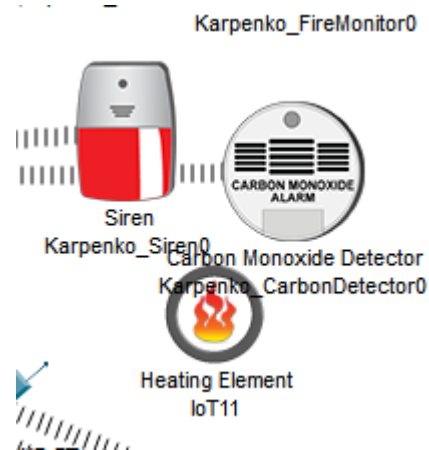 Karpenko_FireMonitor0
CARBON MONOXIDE
ALARM
Siren
Karpenko_Siren0
Carbon Monoxide Detector
Karpenko_CarbonDetector0
Heating Element
IoT11